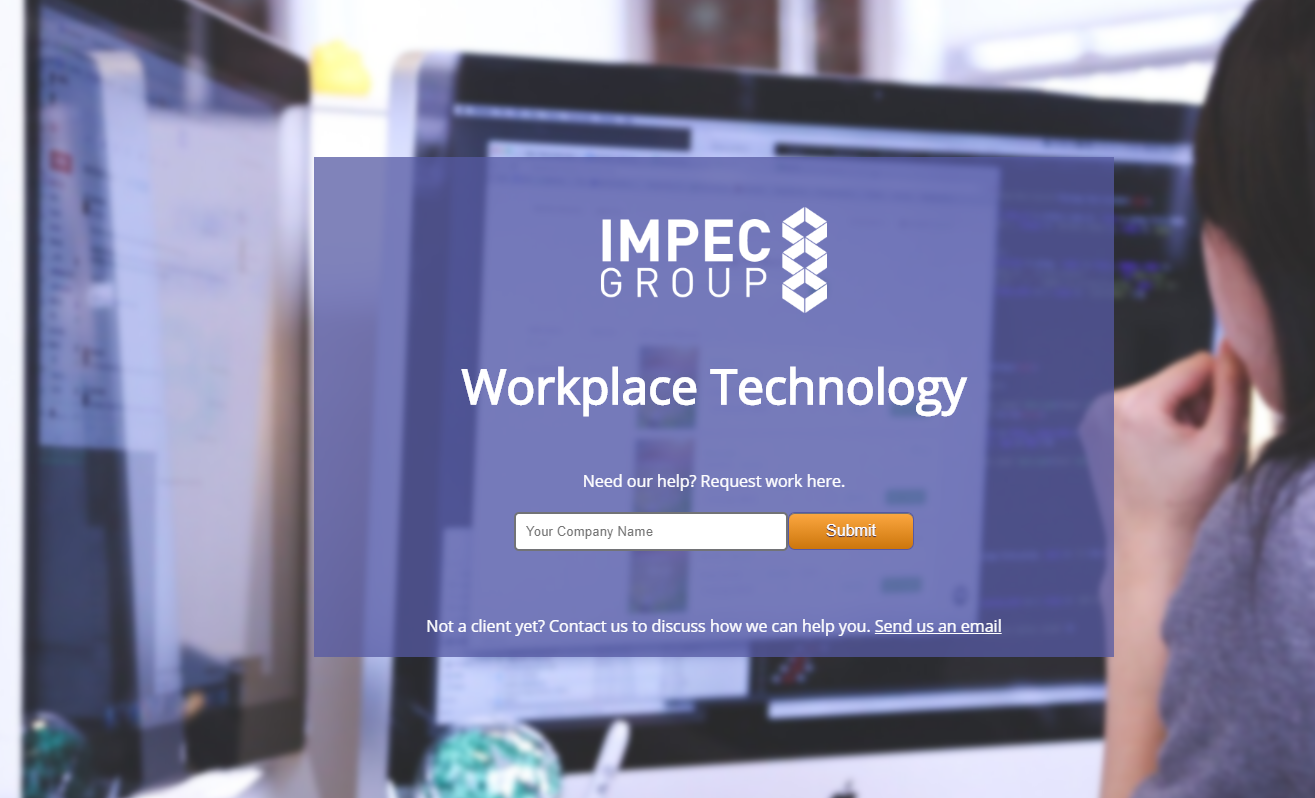 IMPEC
GROUP
Workplace Technology
Need our help? Request work here.
Your Company Name
Submit
Not a client yet? Contact us to discuss how we can help you. Send us an email